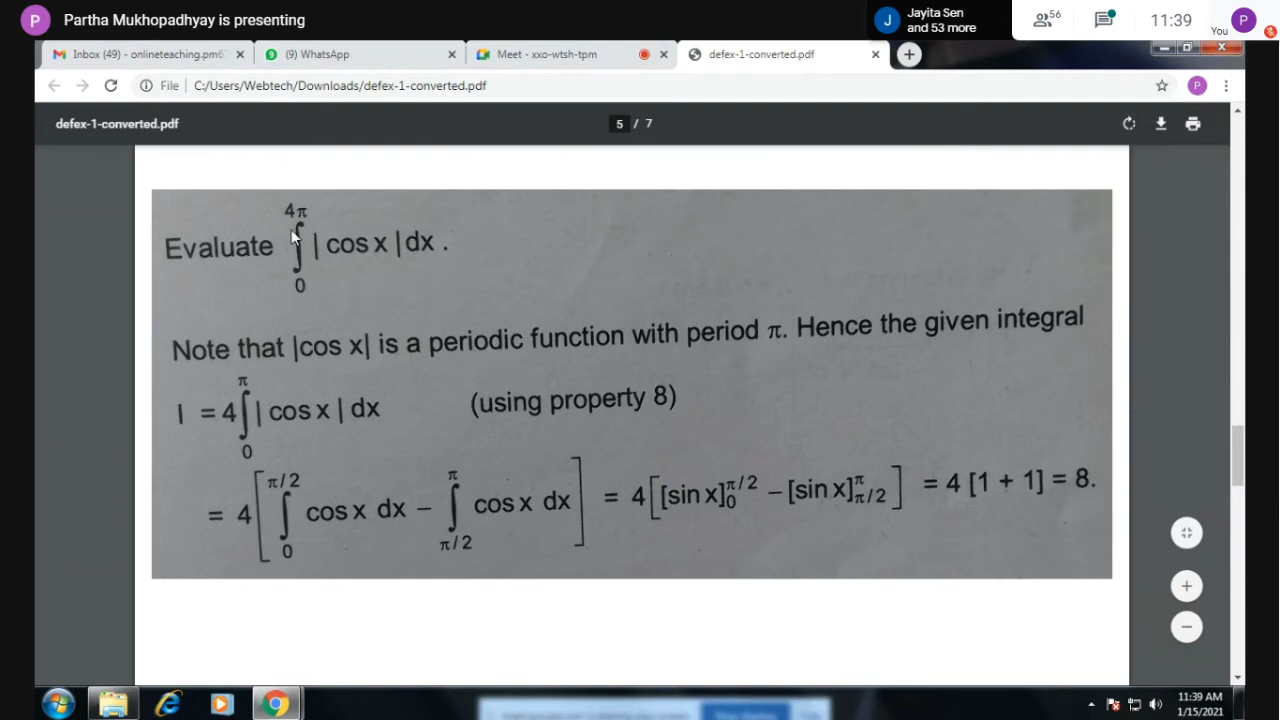 P Partha Mukhopadhyay is presenting
J Jayita Sen and 53 more
56
11:39
You P
Inbox (49) - onlineteaching.pm67
(9) WhatsApp
Meet - xxo-wtsh-tpm
defex-1-converted.pdf
File C:/Users/Webtech/Downloads/defex-1-converted.pdf
P
defex-1-converted.pdf
5 / 7
Evaluate ∫₀^4π | cos x | dx .
Note that |cos x| is a periodic function with period π. Hence the given integral
I = 4 ∫₀^π | cos x | dx (using property 8)
= 4 [ ∫₀^π/2 cos x dx – ∫_π/2^π cos x dx ] = 4 [ [sin x]₀^π/2 – [sin x]_π/2^π ] = 4 [1 + 1] = 8.
11:39 AM
1/15/2021